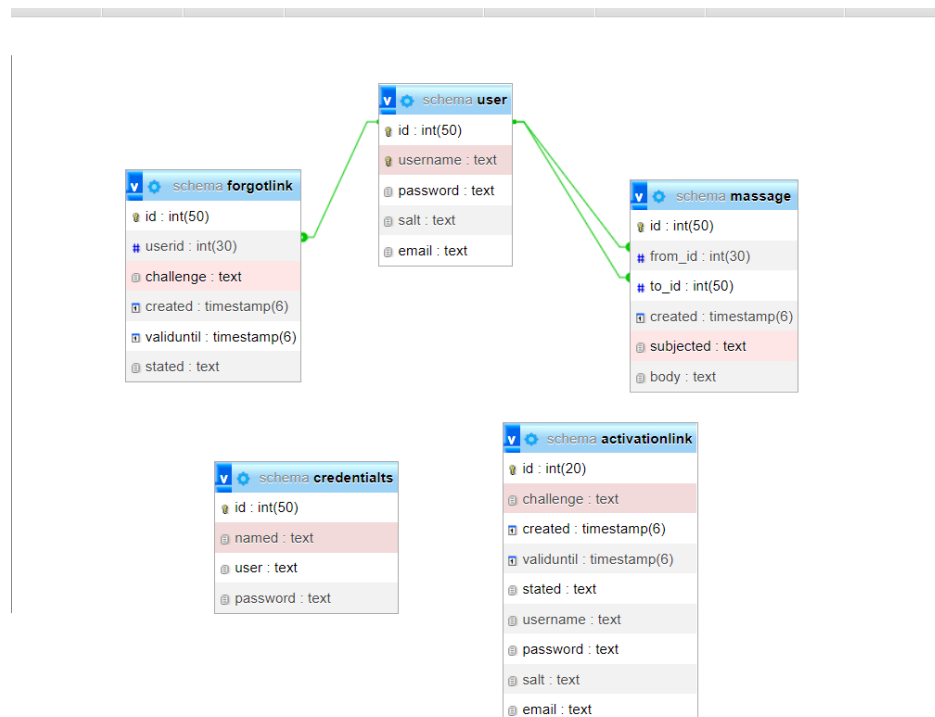 v schema user
id : int(50)
username : text
password : text
salt : text
email : text
v schema forgotlink
id : int(50)
# userid : int(30)
challenge : text
created : timestamp(6)
validuntil : timestamp(6)
stated : text
v schema massage
id : int(50)
# from_id : int(30)
# to_id : int(50)
created : timestamp(6)
subjected : text
body : text
v schema credentialts
id : int(50)
named : text
user : text
password : text
v schema activationlink
id : int(20)
challenge : text
created : timestamp(6)
validuntil : timestamp(6)
stated : text
username : text
password : text
salt : text
email : text